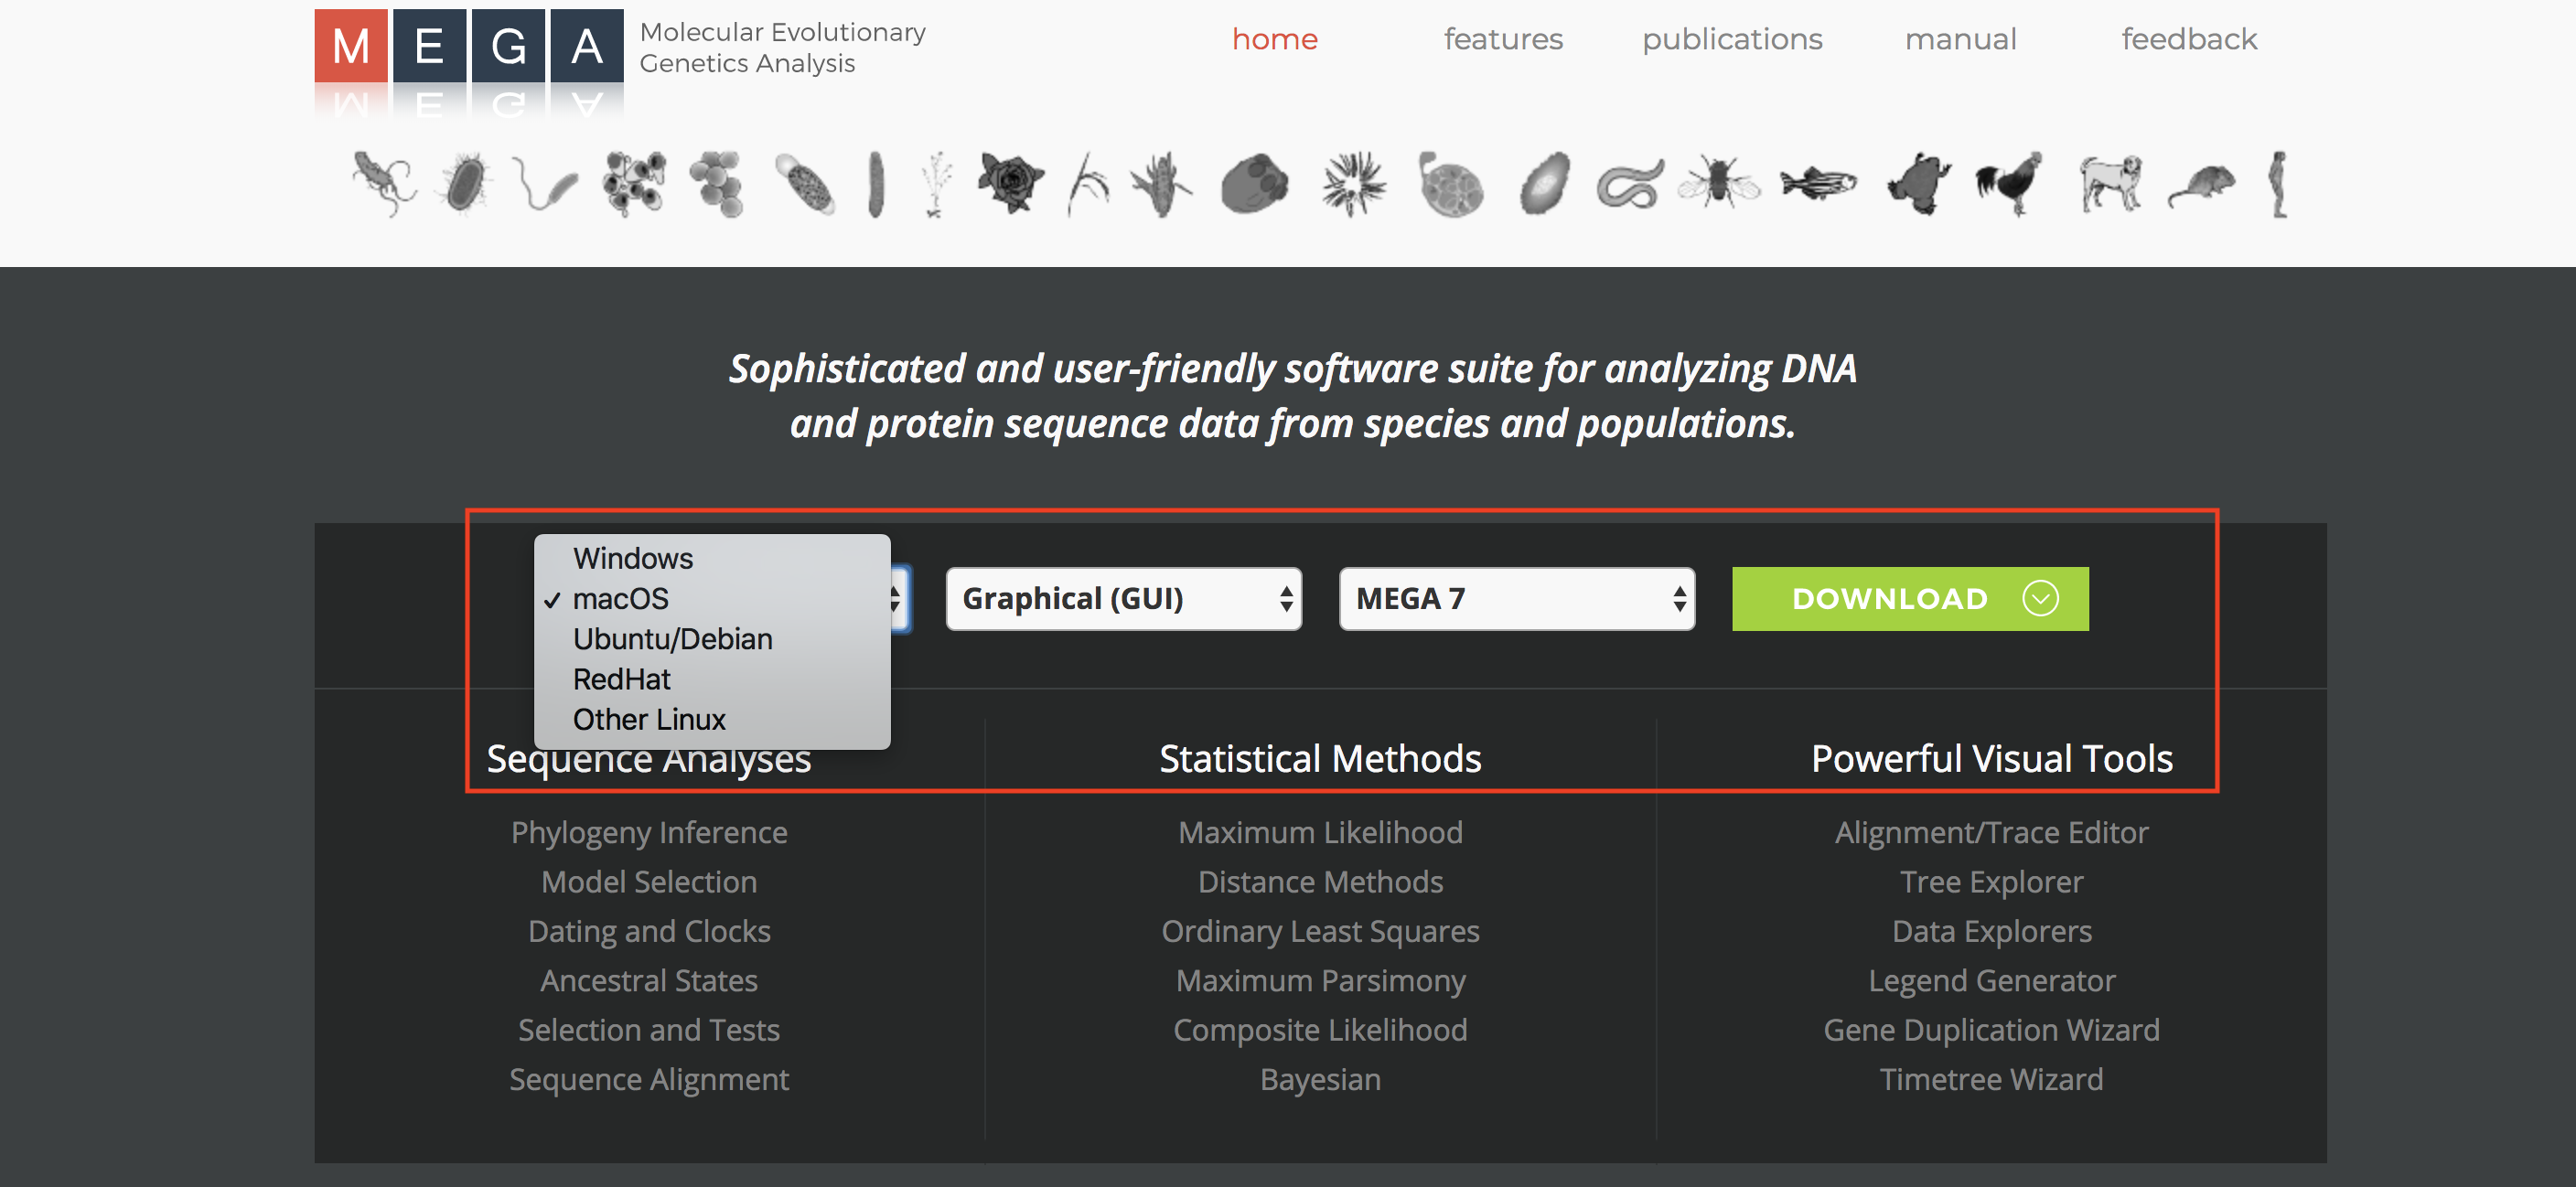 M E G A
Molecular Evolutionary
Genetics Analysis
home features publications manual feedback
Sophisticated and user-friendly software suite for analyzing DNA
and protein sequence data from species and populations.
Windows
✓ macOS
Ubuntu/Debian
RedHat
Other Linux
Graphical (GUI)
MEGA 7
DOWNLOAD
Sequence Analyses
Phylogeny Inference
Model Selection
Dating and Clocks
Ancestral States
Selection and Tests
Sequence Alignment
Statistical Methods
Maximum Likelihood
Distance Methods
Ordinary Least Squares
Maximum Parsimony
Composite Likelihood
Bayesian
Powerful Visual Tools
Alignment/Trace Editor
Tree Explorer
Data Explorers
Legend Generator
Gene Duplication Wizard
Timetree Wizard